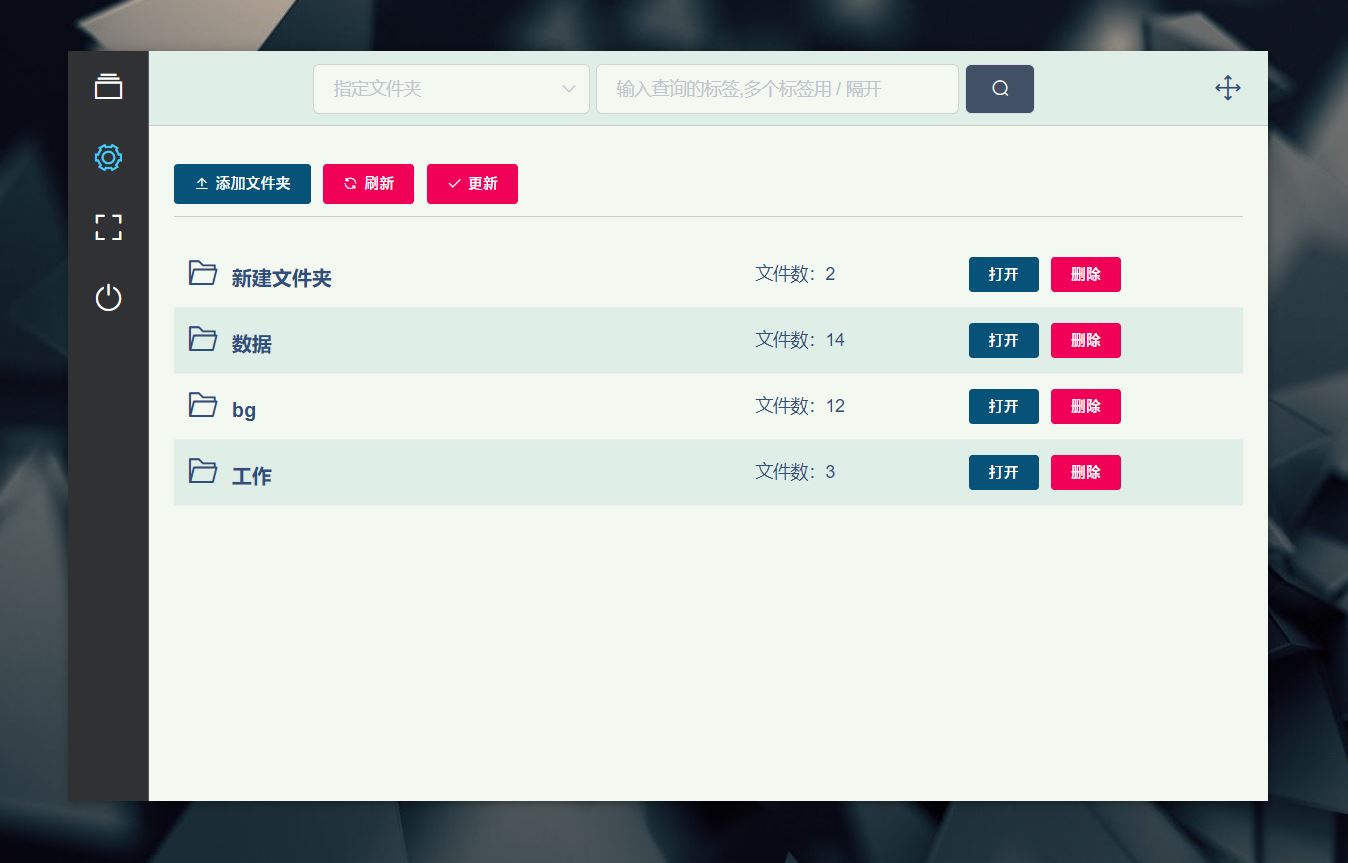 指定文件夹 输入查询的标签,多个标签用 / 隔开
添加文件夹 刷新 更新
新建文件夹 文件数：2 打开 删除
数据 文件数：14 打开 删除
bg 文件数：12 打开 删除
工作 文件数：3 打开 删除